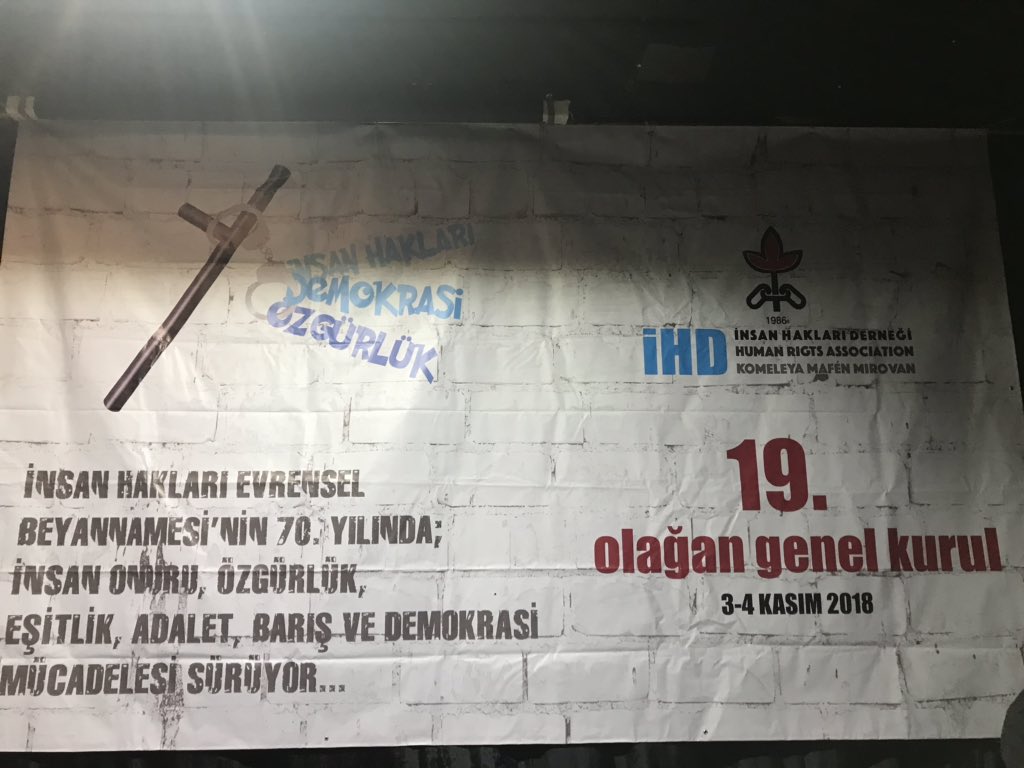 İNSAN HAKLARI
DEMOKRASİ
ÖZGÜRLÜK
1986
İHD
İNSAN HAKLARI DERNEĞİ
HUMAN RIGTS ASSOCIATION
KOMELEYA MAFÊN MIROVAN
19.
olağan genel kurul
3-4 KASIM 2018
İNSAN HAKLARI EVRENSEL
BEYANNAMESİ'NİN 70. YILINDA;
İNSAN ONURU, ÖZGÜRLÜK,
EŞİTLİK, ADALET, BARIŞ VE DEMOKRASİ
MÜCADELESİ SÜRÜYOR...